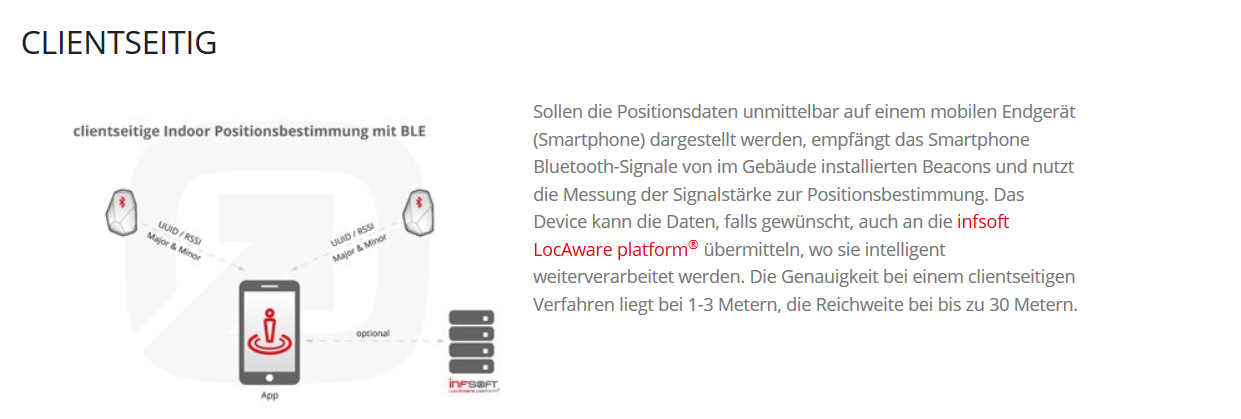 CLIENTSEITIG
clientseitige Indoor Positionsbestimmung mit BLE
UUID / RSSI
Major & Minor
UUID / RSSI
Major & Minor
optional
App
infsoft
LocAware platform®
Sollen die Positionsdaten unmittelbar auf einem mobilen Endgerät
(Smartphone) dargestellt werden, empfängt das Smartphone
Bluetooth-Signale von im Gebäude installierten Beacons und nutzt
die Messung der Signalstärke zur Positionsbestimmung. Das
Device kann die Daten, falls gewünscht, auch an die infsoft
LocAware platform® übermitteln, wo sie intelligent
weiterverarbeitet werden. Die Genauigkeit bei einem clientseitigen
Verfahren liegt bei 1-3 Metern, die Reichweite bei bis zu 30 Metern.